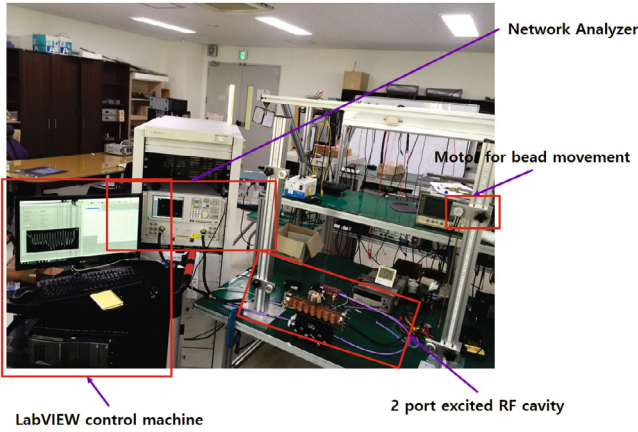 Network Analyzer
Motor for bead movement
2 port excited RF cavity
LabVIEW control machine